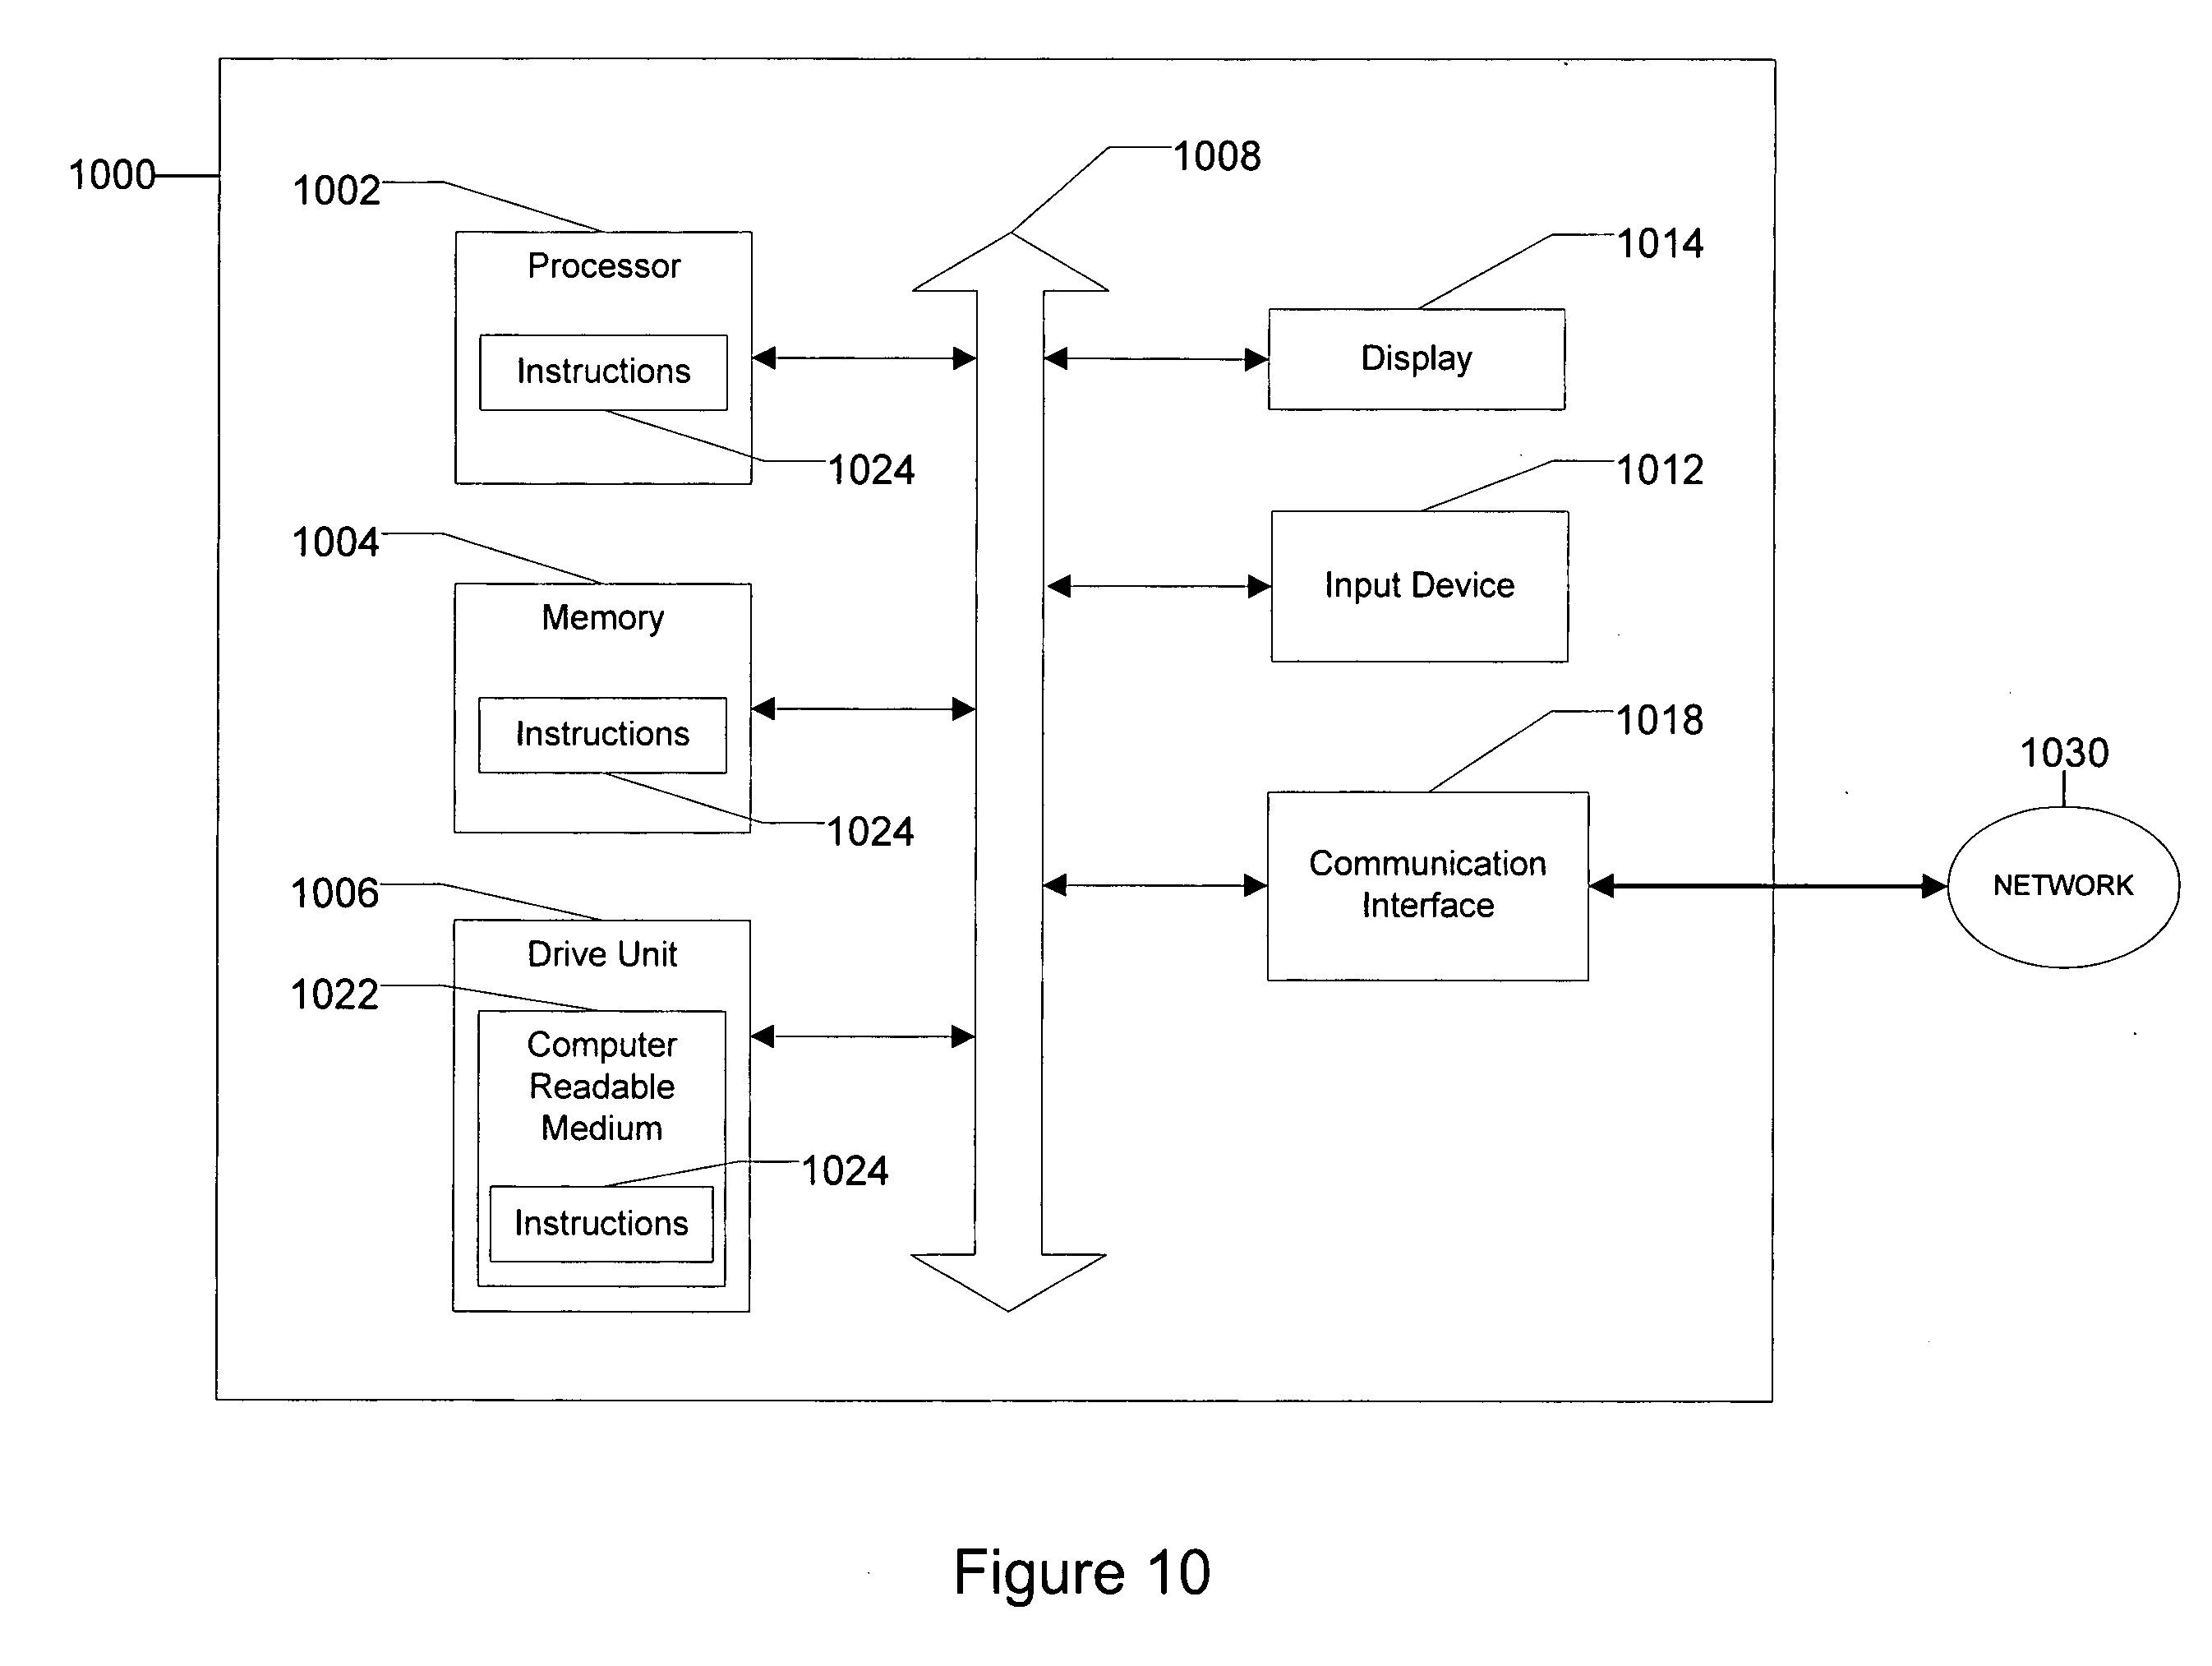 1000
1002
Processor
Instructions
1024
1004
Memory
Instructions
1024
1006
Drive Unit
1022
Computer
Readable
Medium
1024
Instructions
1008
1014
Display
1012
Input Device
1018
Communication
Interface
1030
NETWORK
Figure 10